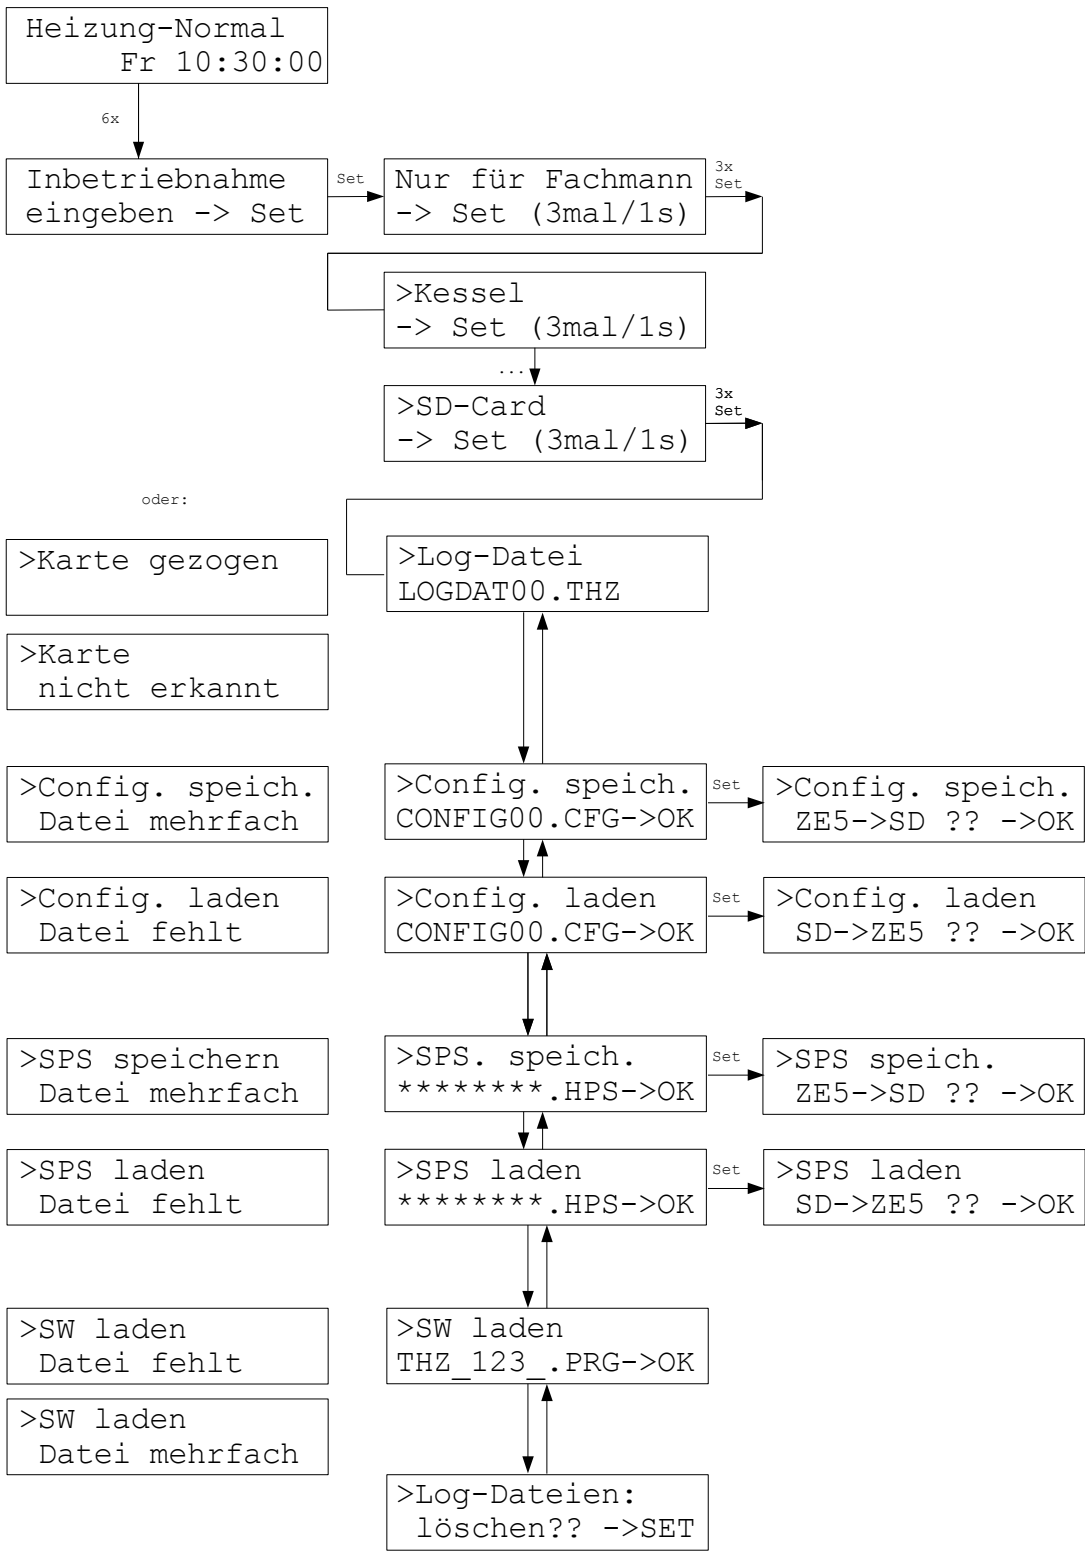 Heizung-Normal
Fr 10:30:00
6x
Inbetriebnahme
eingeben -> Set
Set
Nur für Fachmann
-> Set (3mal/1s)
3x
Set
>Kessel
-> Set (3mal/1s)
...
>SD-Card
-> Set (3mal/1s)
3x
Set
oder:
>Karte gezogen
>Log-Datei
LOGDAT00.THZ
>Karte
nicht erkannt
>Config. speich.
Datei mehrfach
>Config. speich.
CONFIG00.CFG->OK
Set
>Config. speich.
ZE5->SD ?? ->OK
>Config. laden
Datei fehlt
>Config. laden
CONFIG00.CFG->OK
Set
>Config. laden
SD->ZE5 ?? ->OK
>SPS speichern
Datei mehrfach
>SPS. speich.
********.HPS->OK
Set
>SPS speich.
ZE5->SD ?? ->OK
>SPS laden
Datei fehlt
>SPS laden
********.HPS->OK
Set
>SPS laden
SD->ZE5 ?? ->OK
>SW laden
Datei fehlt
>SW laden
THZ_123_.PRG->OK
>SW laden
Datei mehrfach
>Log-Dateien:
löschen?? ->SET